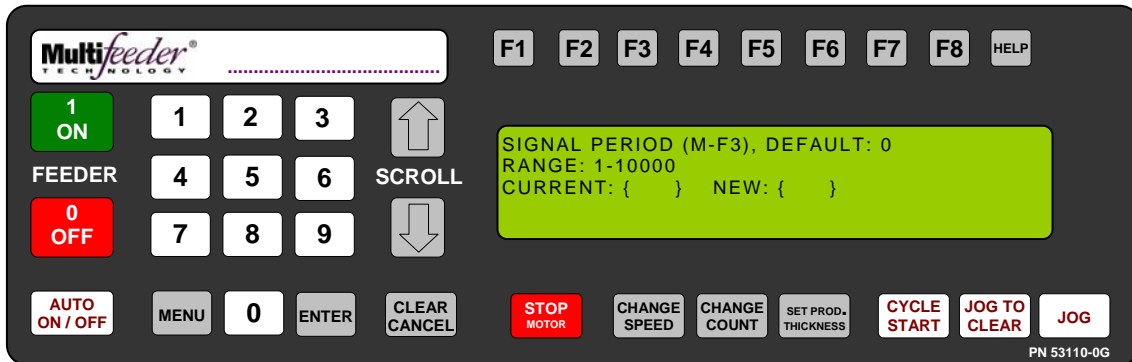 Multifeeder®
TECHNOLOGY
F1 F2 F3 F4 F5 F6 F7 F8 HELP
1
ON
FEEDER
0
OFF
1 2 3
4 5 6
7 8 9
SCROLL
SIGNAL PERIOD (M-F3), DEFAULT: 0
RANGE: 1-10000
CURRENT: { } NEW: { }
AUTO
ON / OFF
MENU
0
ENTER
CLEAR
CANCEL
STOP
MOTOR
CHANGE
SPEED
CHANGE
COUNT
SET PROD.
THICKNESS
CYCLE
START
JOG TO
CLEAR
JOG
PN 53110-0G